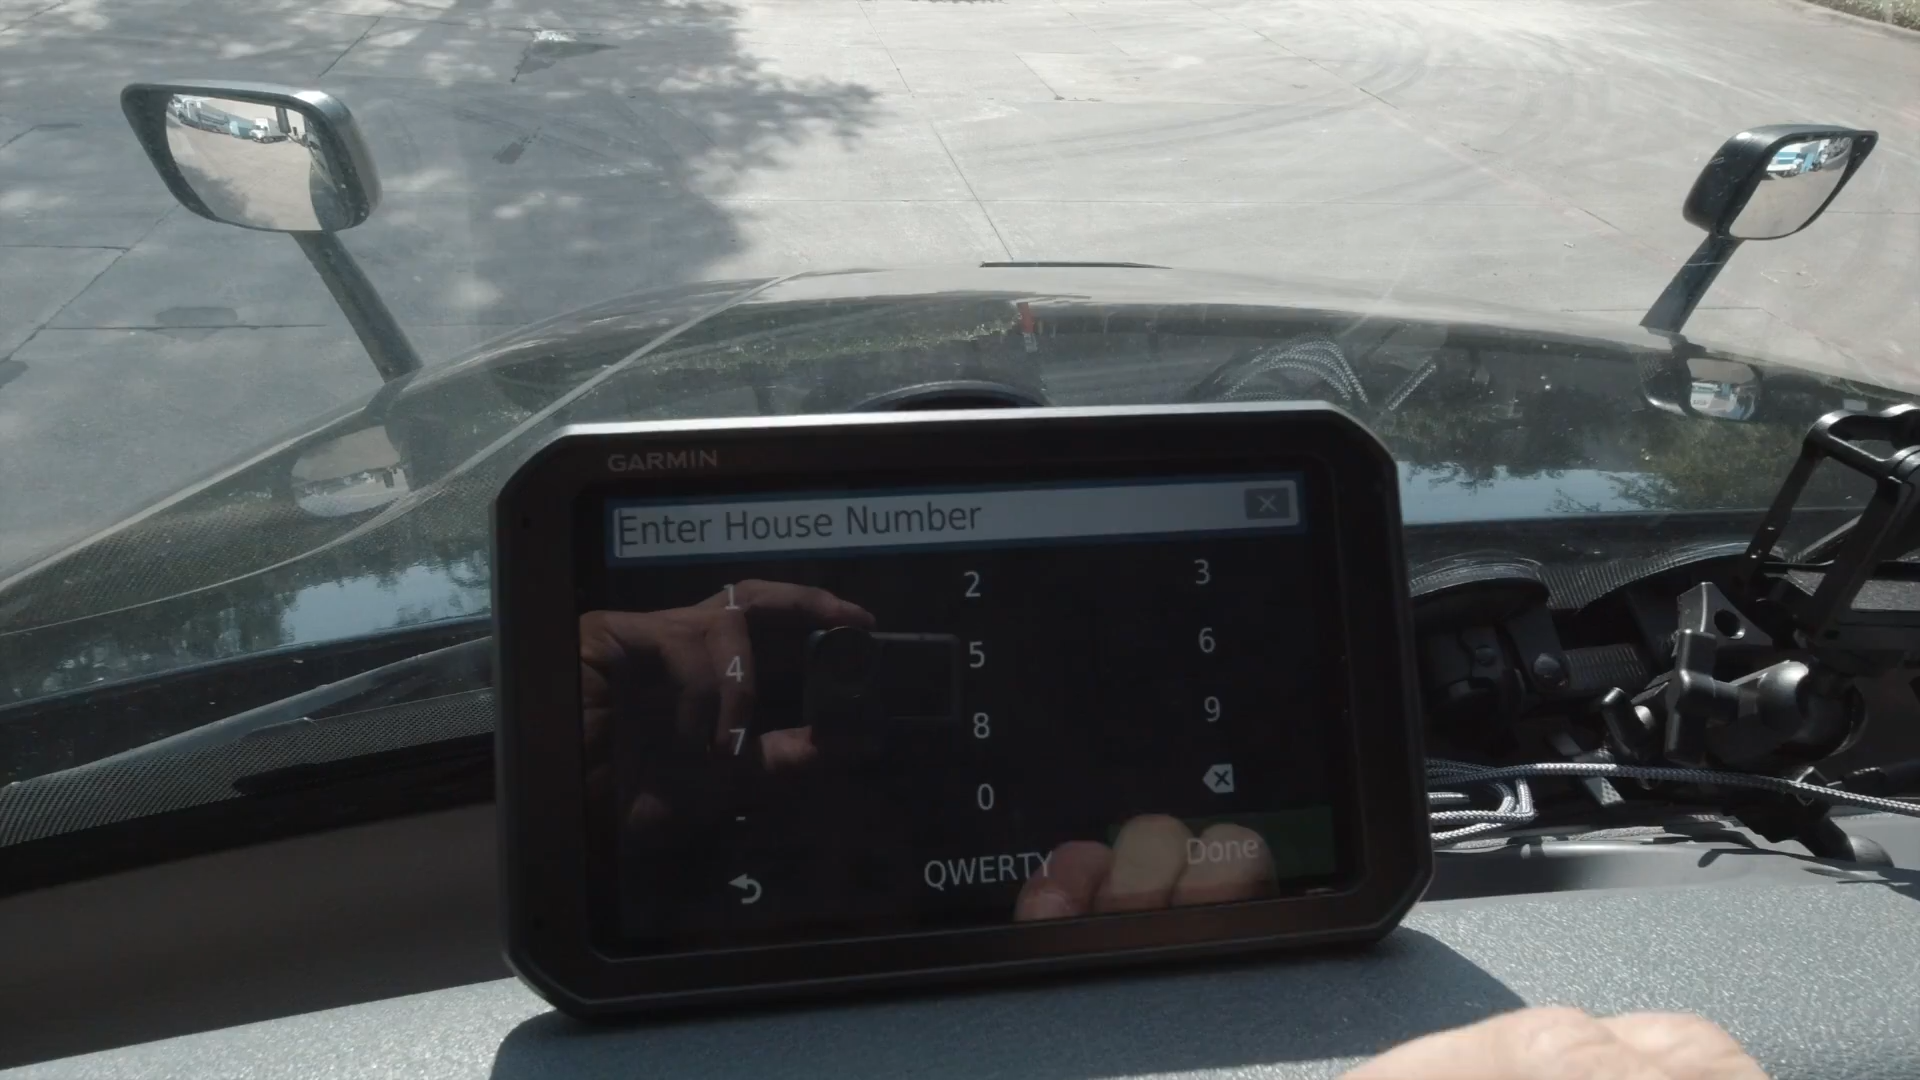 GARMIN
Enter House Number
1 2 3
4 5 6
7 8 9
- 0
QWERTY Done